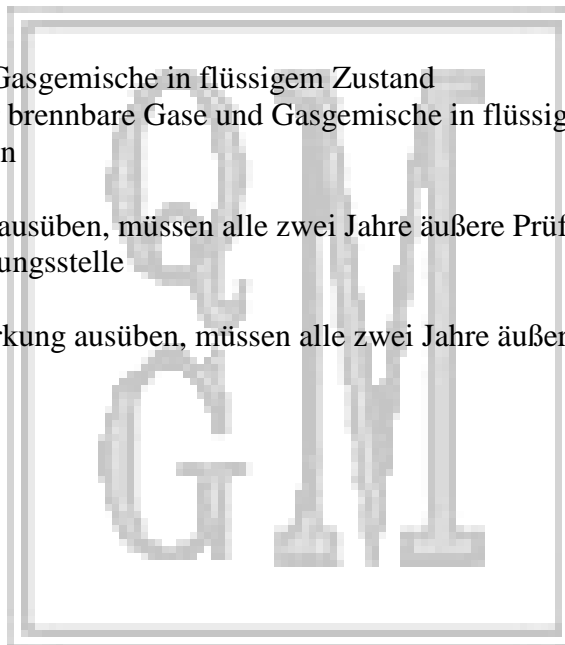 Gasgemische in flüssigem Zustand
brennbare Gase und Gasgemische in flüssig
n
ausüben, müssen alle zwei Jahre äußere Prüf
ungsstelle
rkung ausüben, müssen alle zwei Jahre äußer
Q M
G